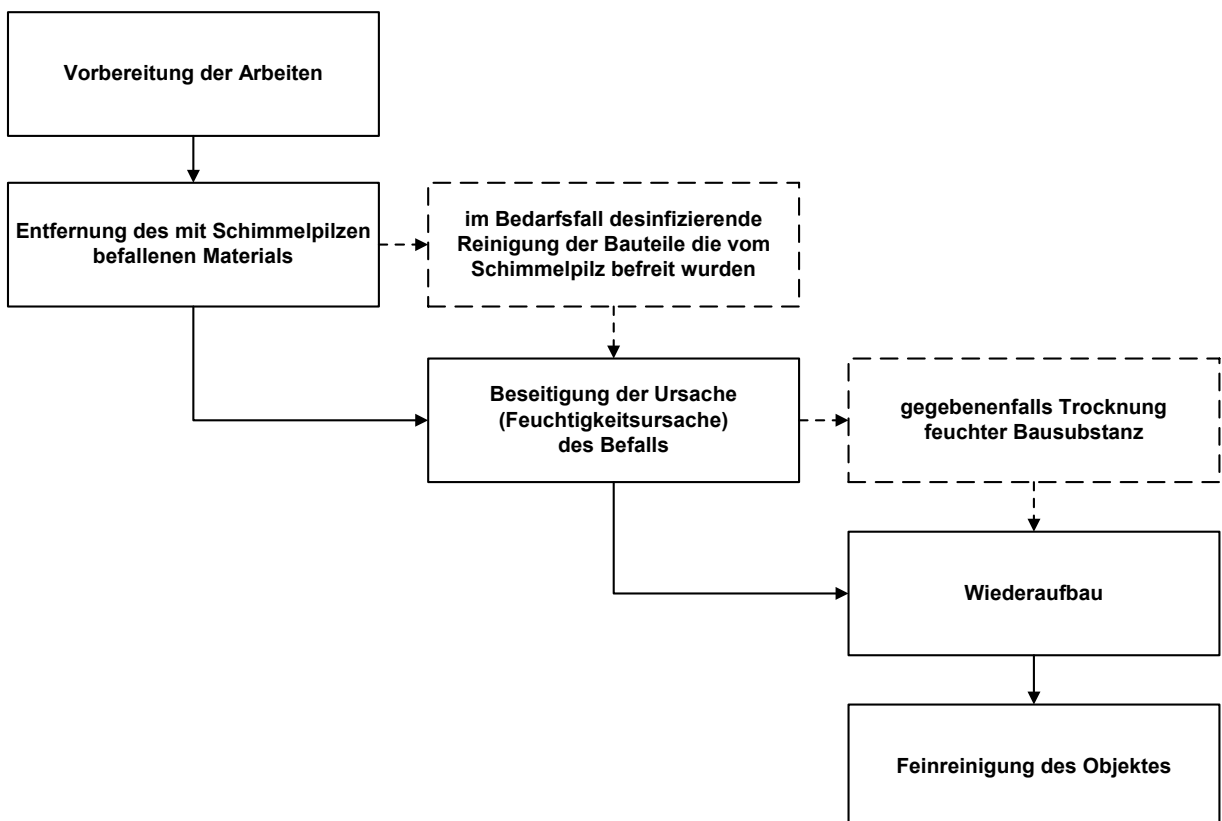 Vorbereitung der Arbeiten
Entfernung des mit Schimmelpilzen
befallenen Materials
im Bedarfsfall desinfizierende
Reinigung der Bauteile die vom
Schimmelpilz befreit wurden
Beseitigung der Ursache
(Feuchtigkeitsursache)
des Befalls
gegebenenfalls Trocknung
feuchter Bausubstanz
Wiederaufbau
Feinreinigung des Objektes